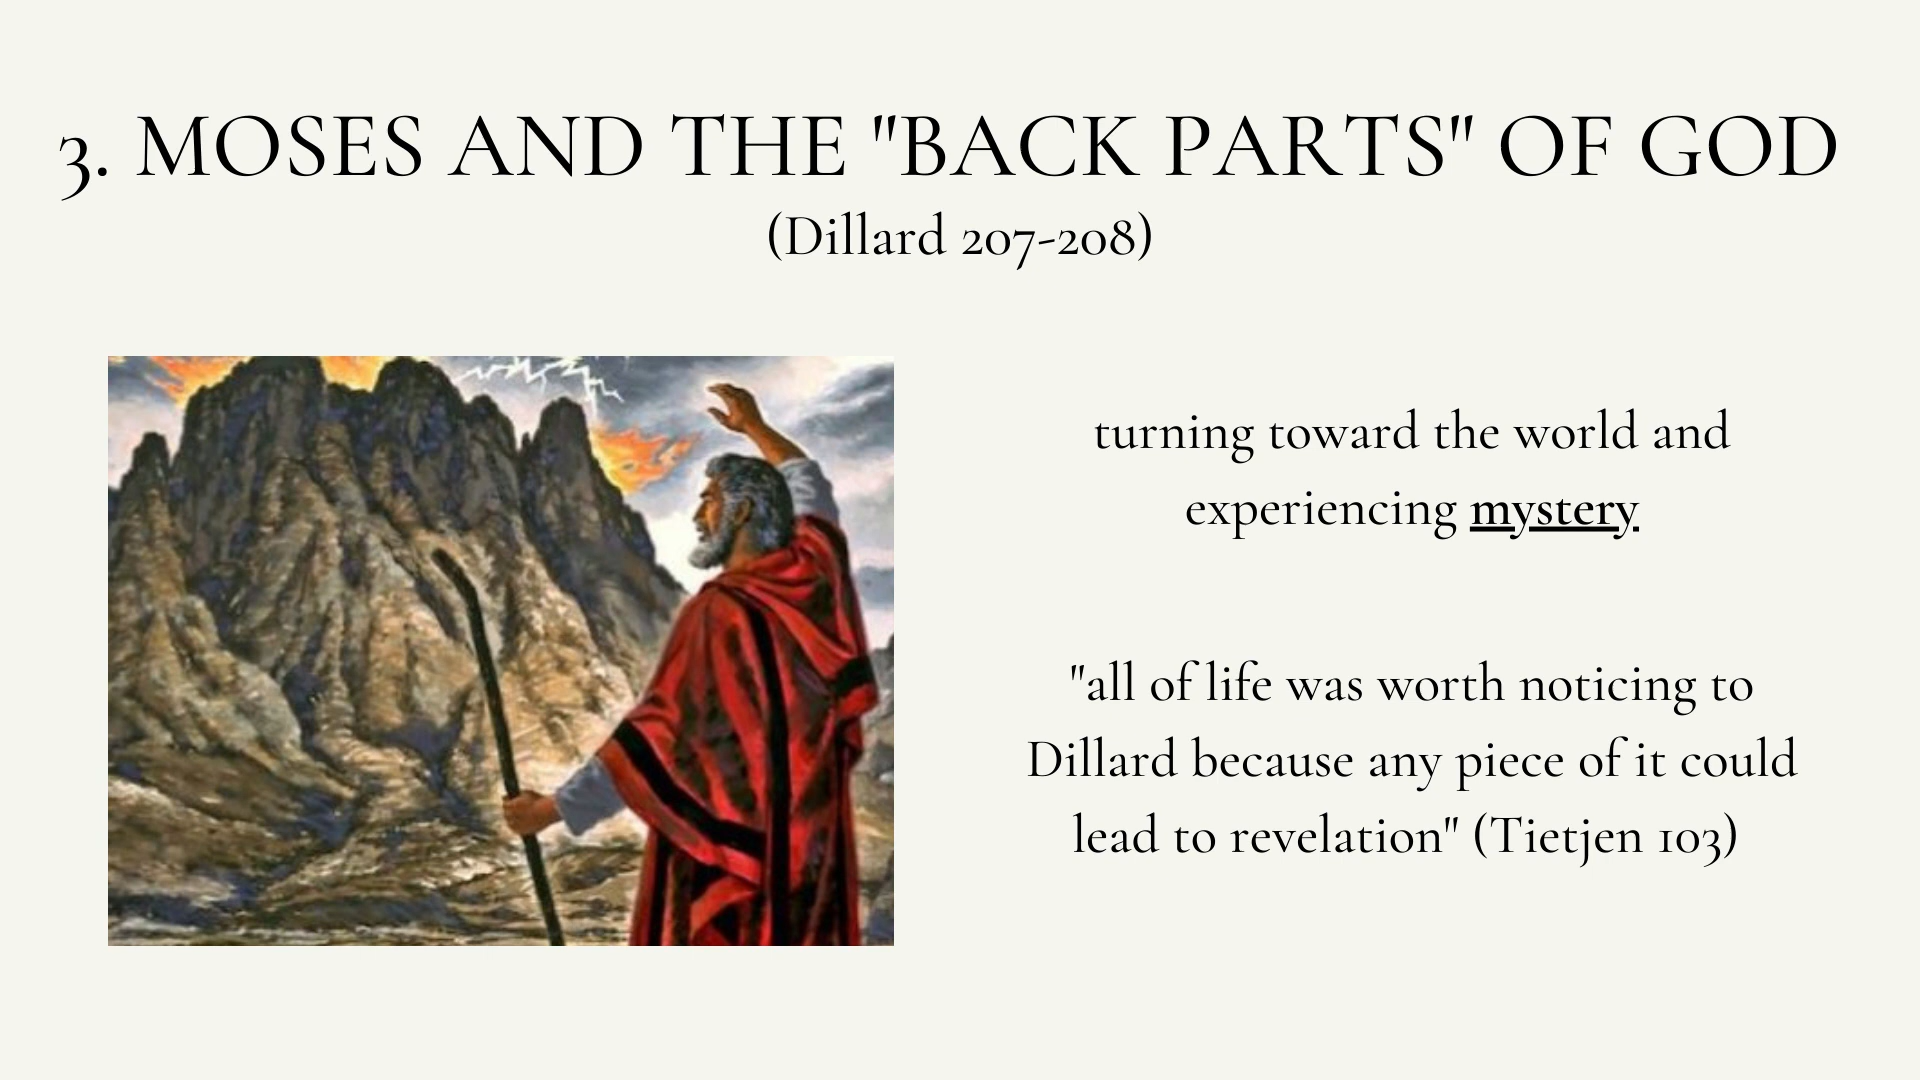 3. MOSES AND THE "BACK PARTS" OF GOD
(Dillard 207-208)
turning toward the world and
experiencing mystery
"all of life was worth noticing to
Dillard because any piece of it could
lead to revelation" (Tietjen 103)